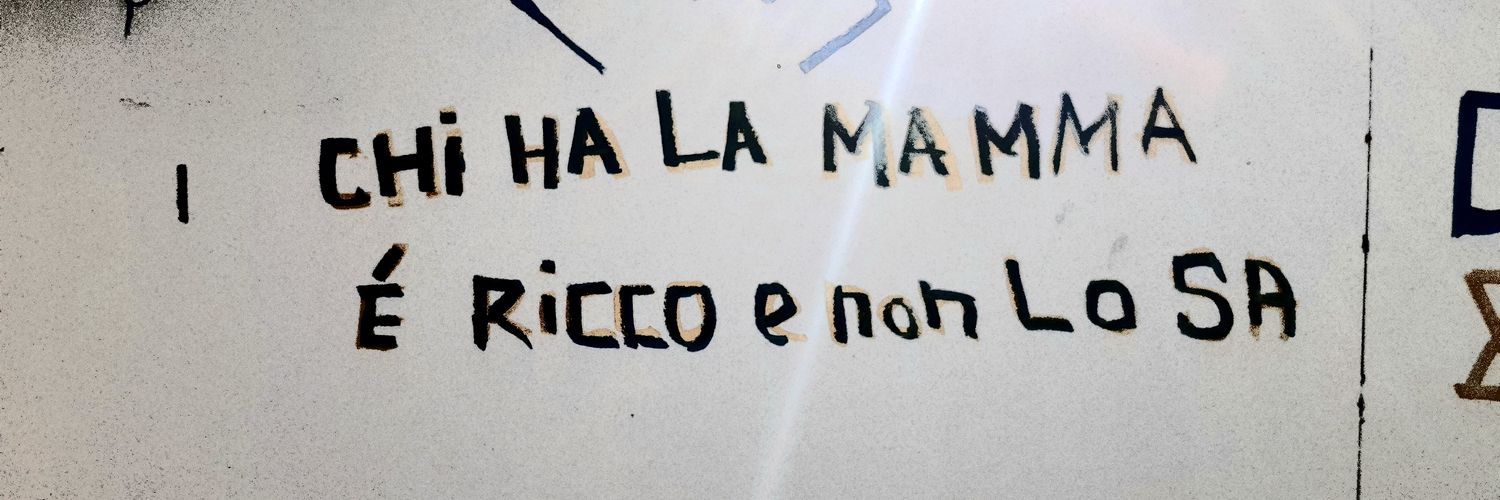 CHi HA LA MAMMA
É RiCCO e non Lo SA